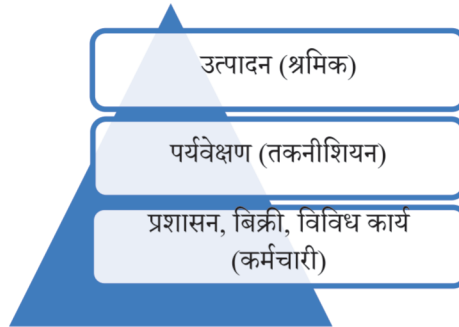 उत्पादन (श्रमिक)
पर्यवेक्षण (तकनीशियन)
प्रशासन, बिक्री, विविध कार्य
(कर्मचारी)